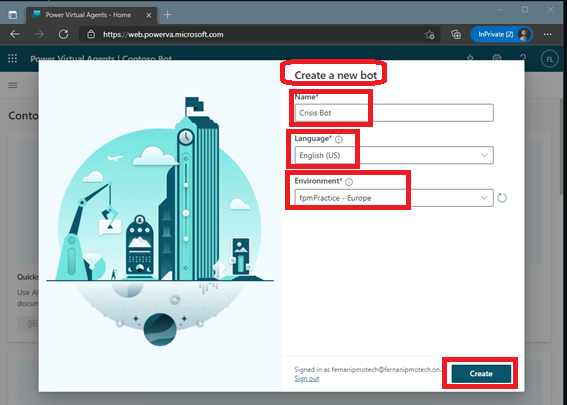 Power Virtual Agents - Home
https://web.powerva.microsoft.com
InPrivate (2)
Power Virtual Agents | Contoso Bot
FL
Create a new bot
Name*
Crisis Bot
Language*
English (US)
Environment*
fpmPractice - Europe
Conto
Quicks
Use AI
docum
Signed in as fernanipmotech@fernanipmotech.on
Sign out
Create